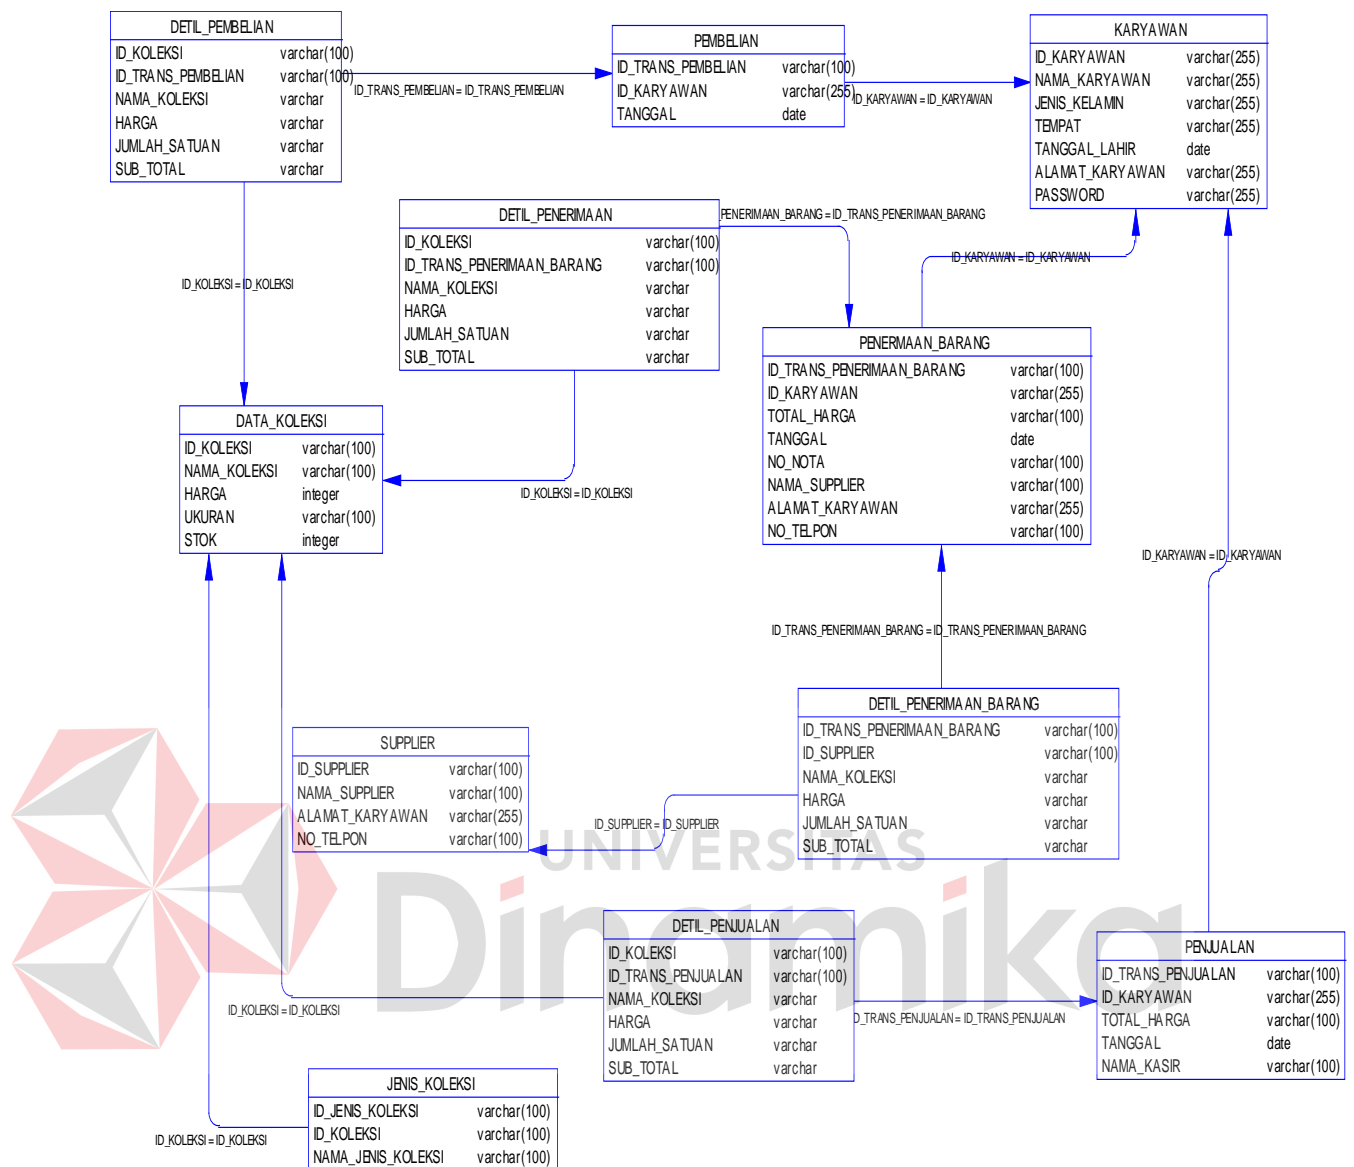 DETIL_PEMBELIAN
ID_KOLEKSI varchar(100)
ID_TRANS_PEMBELIAN varchar(100)
NAMA_KOLEKSI varchar
HARGA varchar
JUMLAH_SATUAN varchar
SUB_TOTAL varchar
ID_TRANS_PEMBELIAN = ID_TRANS_PEMBELIAN
PEMBELIAN
ID_TRANS_PEMBELIAN varchar(100)
ID_KARYAWAN varchar(255)
TANGGAL date
ID_KARYAWAN = ID_KARYAWAN
KARYAWAN
ID_KARYAWAN varchar(255)
NAMA_KARYAWAN varchar(255)
JENIS_KELAMIN varchar(255)
TEMPAT varchar(255)
TANGGAL_LAHIR date
ALAMAT_KARYAWAN varchar(255)
PASSWORD varchar(255)
DETIL_PENERIMAAN
ID_KOLEKSI varchar(100)
ID_TRANS_PENERIMAAN_BARANG varchar(100)
NAMA_KOLEKSI varchar
HARGA varchar
JUMLAH_SATUAN varchar
SUB_TOTAL varchar
PENERIMAAN_BARANG = ID_TRANS_PENERIMAAN_BARANG
ID_KARYAWAN = ID_KARYAWAN
ID_KOLEKSI = ID_KOLEKSI
PENERMAAN_BARANG
ID_TRANS_PENERIMAAN_BARANG varchar(100)
ID_KARYAWAN varchar(255)
TOTAL_HARGA varchar(100)
TANGGAL date
NO_NOTA varchar(100)
NAMA_SUPPLIER varchar(100)
ALAMAT_KARYAWAN varchar(255)
NO_TELPON varchar(100)
DATA_KOLEKSI
ID_KOLEKSI varchar(100)
NAMA_KOLEKSI varchar(100)
HARGA integer
UKURAN varchar(100)
STOK integer
ID_KOLEKSI = ID_KOLEKSI
ID_KARYAWAN = ID_KARYAWAN
ID_TRANS_PENERIMAAN_BARANG = ID_TRANS_PENERIMAAN_BARANG
DETIL_PENERIMAAN_BARANG
ID_TRANS_PENERIMAAN_BARANG varchar(100)
ID_SUPPLIER varchar(100)
NAMA_KOLEKSI varchar
HARGA varchar
JUMLAH_SATUAN varchar
SUB_TOTAL varchar
SUPPLIER
ID_SUPPLIER varchar(100)
NAMA_SUPPLIER varchar(100)
ALAMAT_KARYAWAN varchar(255)
NO_TELPON varchar(100)
ID_SUPPLIER = ID_SUPPLIER
UNIVERSITAS
Dinamika
DETIL_PENJUALAN
ID_KOLEKSI varchar(100)
ID_TRANS_PENJUALAN varchar(100)
NAMA_KOLEKSI varchar
HARGA varchar
JUMLAH_SATUAN varchar
SUB_TOTAL varchar
ID_KOLEKSI = ID_KOLEKSI
D_TRANS_PENJUALAN = ID_TRANS_PENJUALAN
PENJUALAN
ID_TRANS_PENJUALAN varchar(100)
ID_KARYAWAN varchar(255)
TOTAL_HARGA varchar(100)
TANGGAL date
NAMA_KASIR varchar(100)
JENIS_KOLEKSI
ID_JENIS_KOLEKSI varchar(100)
ID_KOLEKSI varchar(100)
NAMA_JENIS_KOLEKSI varchar(100)
ID_KOLEKSI = ID_KOLEKSI